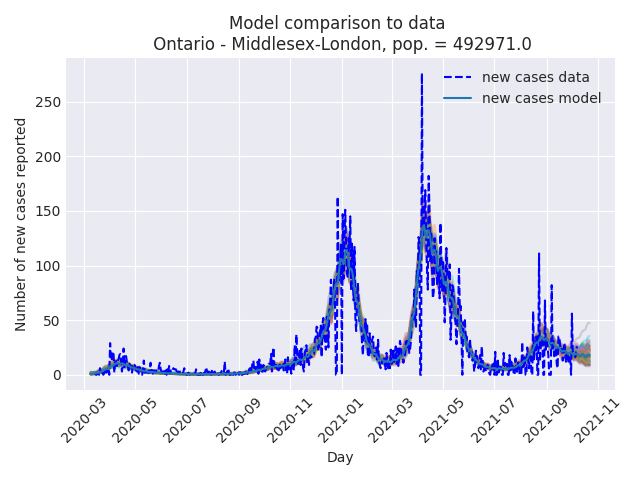 Model comparison to data
Ontario - Middlesex-London, pop. = 492971.0
new cases data
new cases model
Number of new cases reported
250
200
150
100
50
0
2020-03
2020-05
2020-07
2020-09
2020-11
2021-01
2021-03
2021-05
2021-07
2021-09
2021-11
Day